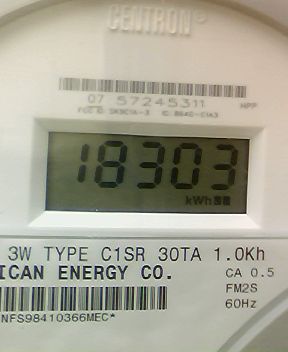 CENTRON®
07 57245311
HPP
18303
kWh
3W TYPE C1SR 30TA 1.0Kh
ICAN ENERGY CO.
CA 0.5
FM2S
60Hz
NFS98410366MEC*